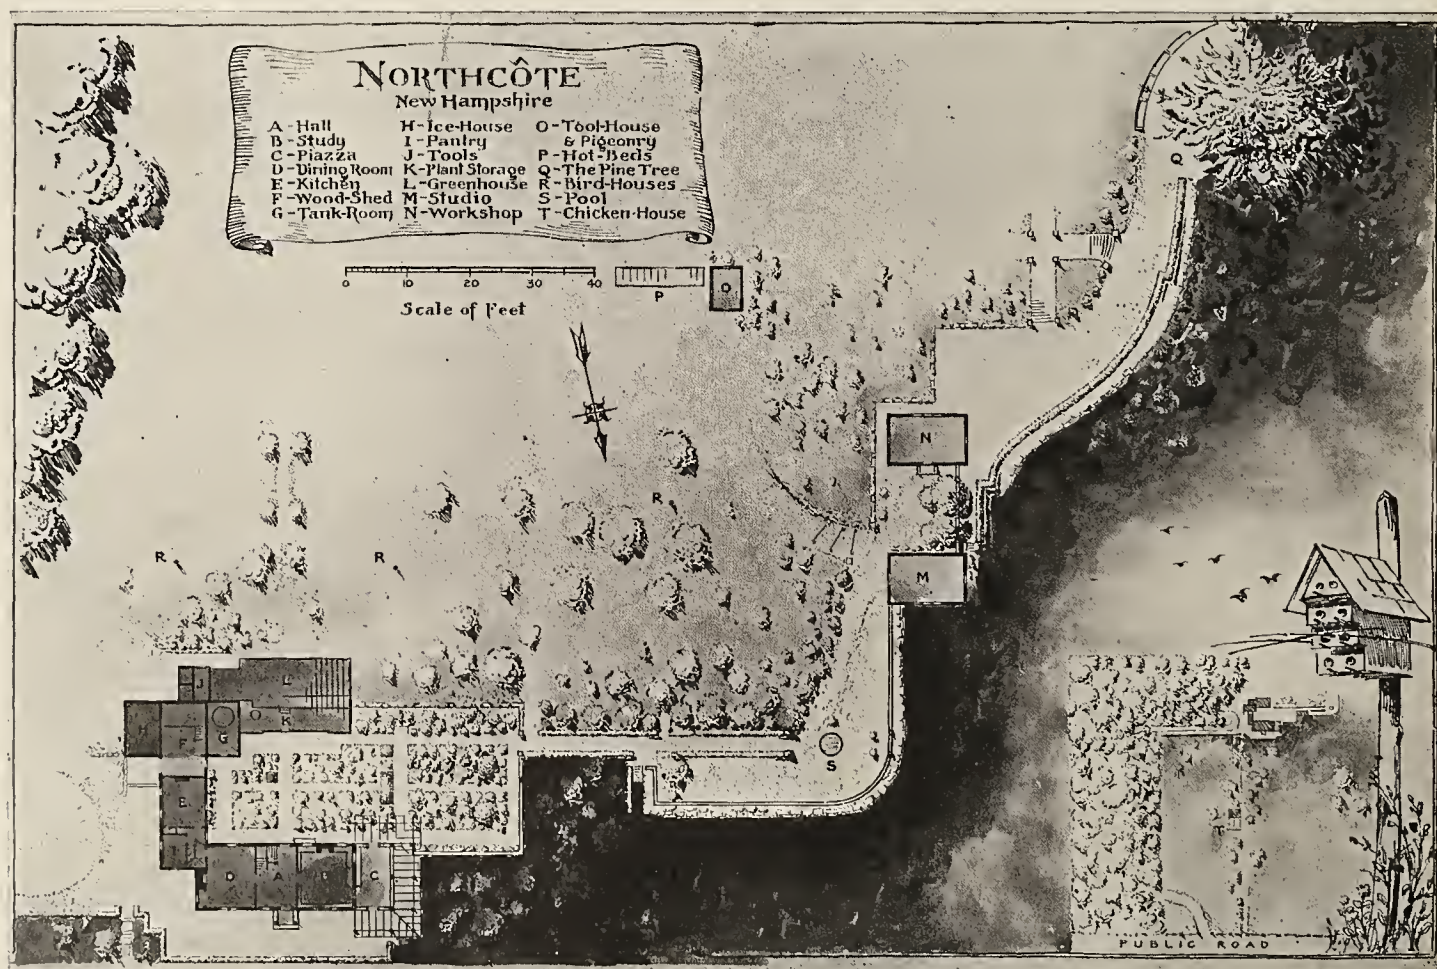 NORTHCÔTE
New Hampshire
A-Hall
B-Study
C-Piazza
D-Dining Room
E-Kitchen
F-Wood-Shed
G-Tank-Room
H-Ice-House
I-Pantry
J-Tools
K-Plant Storage
L-Greenhouse
M-Studio
N-Workshop
O-Tool-House
& Pigeonry
P-Hot-Beds
Q-The Pine Tree
R-Bird-Houses
S-Pool
T-Chicken-House
0 10 20 30 40
Scale of Feet
P
O
Q
N
R
R
R
M
J
L
K
H
F
G
S
E
I
D
A
B
C
T
PUBLIC ROAD